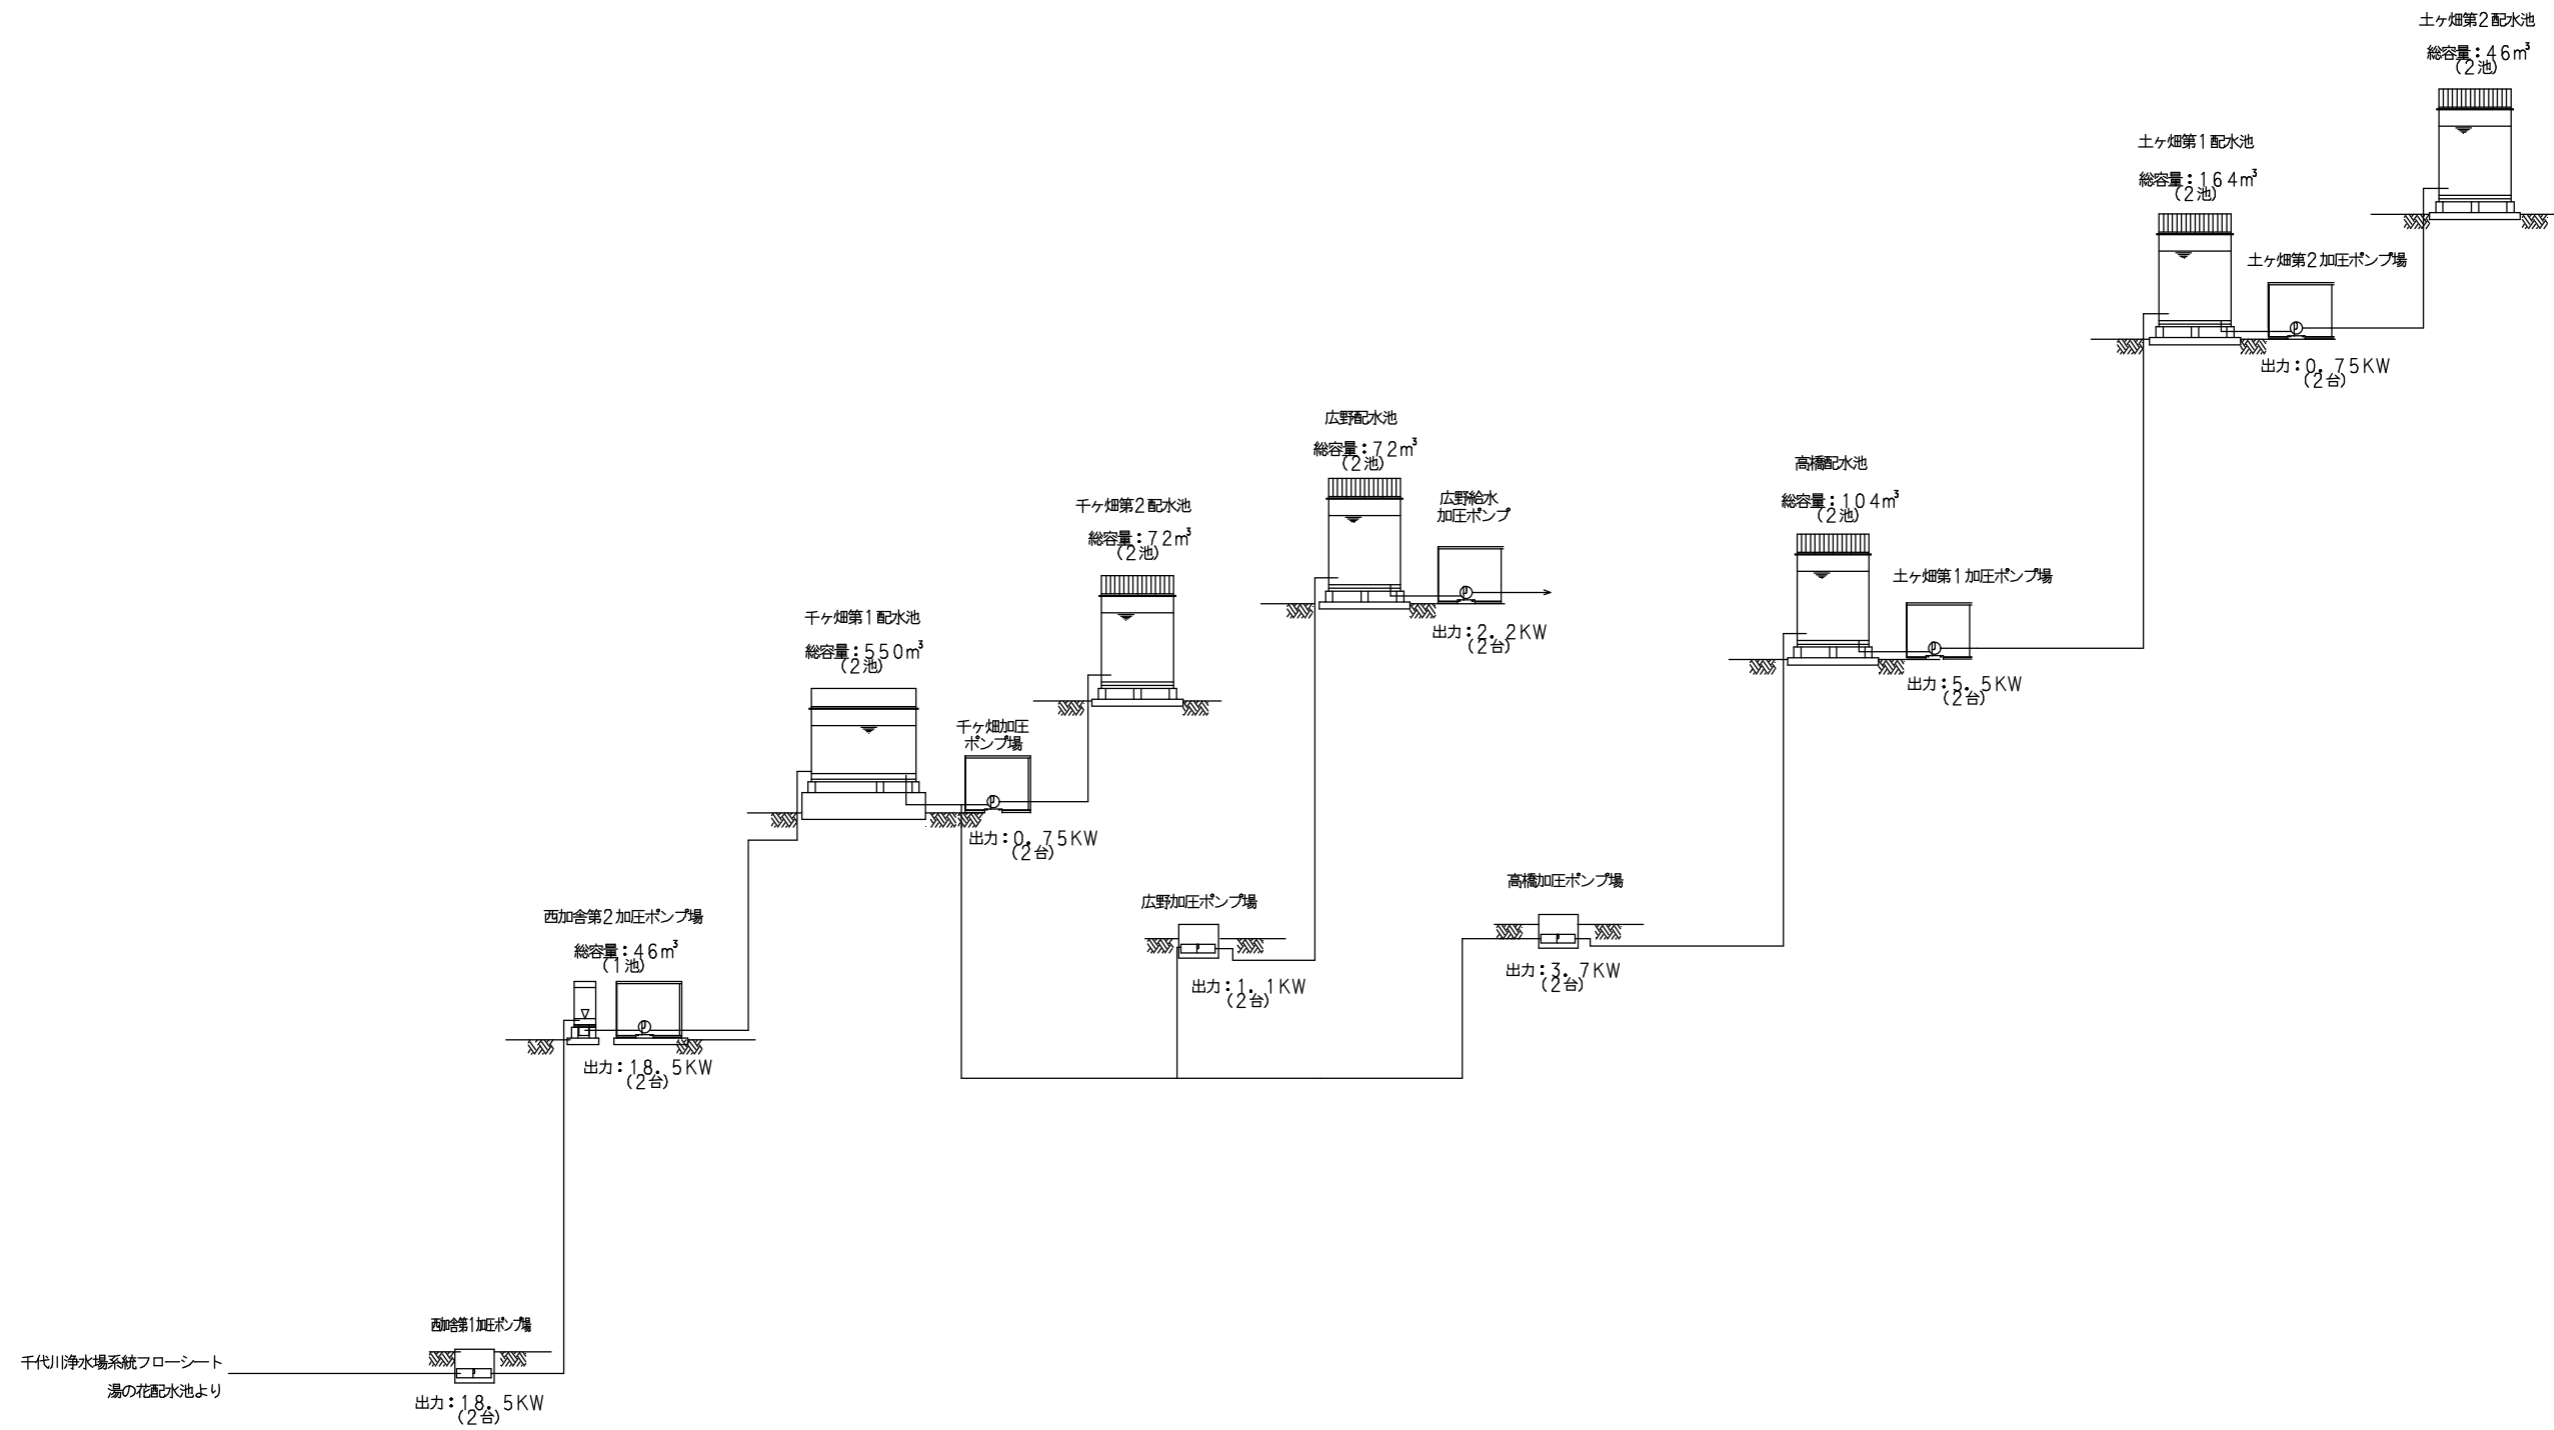 土ヶ畑第2配水池
総容量：46m³
(2池)
土ヶ畑第1配水池
総容量：164m³
(2池)
土ヶ畑第2加圧ポンプ場
出力：0．75KW
(2台)
広野配水池
総容量：72m³
(2池)
広野給水
加圧ポンプ
出力：2．2KW
(2台)
高橋配水池
総容量：104m³
(2池)
土ヶ畑第1加圧ポンプ場
出力：5．5KW
(2台)
千ヶ畑第2配水池
総容量：72m³
(2池)
千ヶ畑第1配水池
総容量：550m³
(2池)
千ヶ畑加圧
ポンプ場
出力：0．75KW
(2台)
広野加圧ポンプ場
出力：1．1KW
(2台)
高橋加圧ポンプ場
出力：3．7KW
(2台)
西加舎第2加圧ポンプ場
総容量：46m³
(1池)
出力：18．5KW
(2台)
西加舎第1加圧ポンプ場
出力：18．5KW
(2台)
千代川浄水場系統フローシート
湯の花配水池より